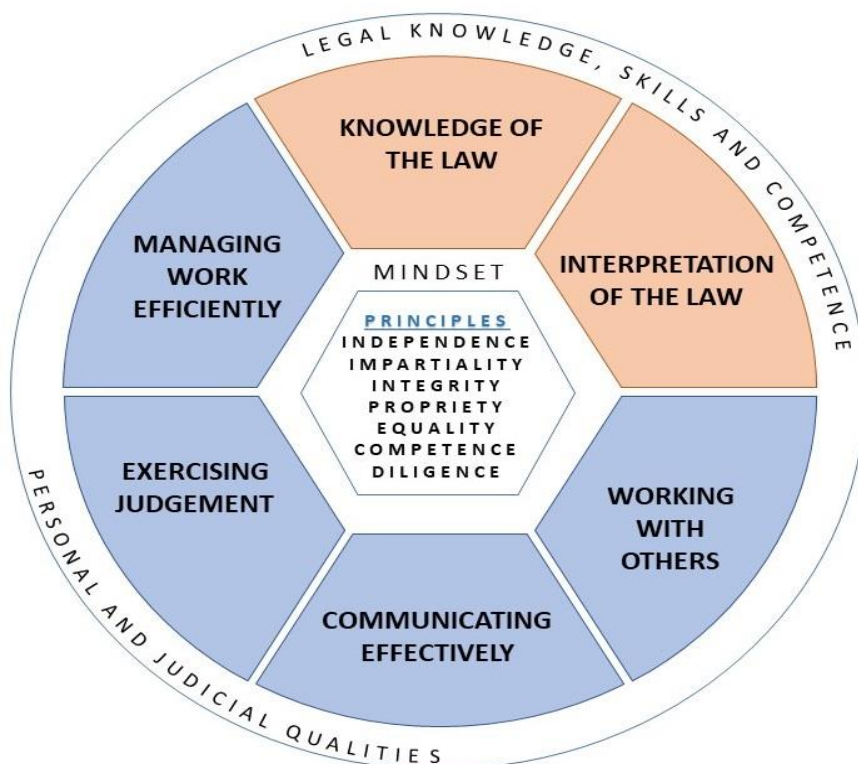 LEGAL KNOWLEDGE, SKILLS AND COMPETENCE
KNOWLEDGE OF
THE LAW
INTERPRETATION
OF THE LAW
MANAGING
WORK
EFFICIENTLY
MINDSET
PRINCIPLES
INDEPENDENCE
IMPARTIALITY
INTEGRITY
PROPRIETY
EQUALITY
COMPETENCE
DILIGENCE
EXERCISING
JUDGEMENT
WORKING
WITH
OTHERS
COMMUNICATING
EFFECTIVELY
PERSONAL AND JUDICIAL QUALITIES